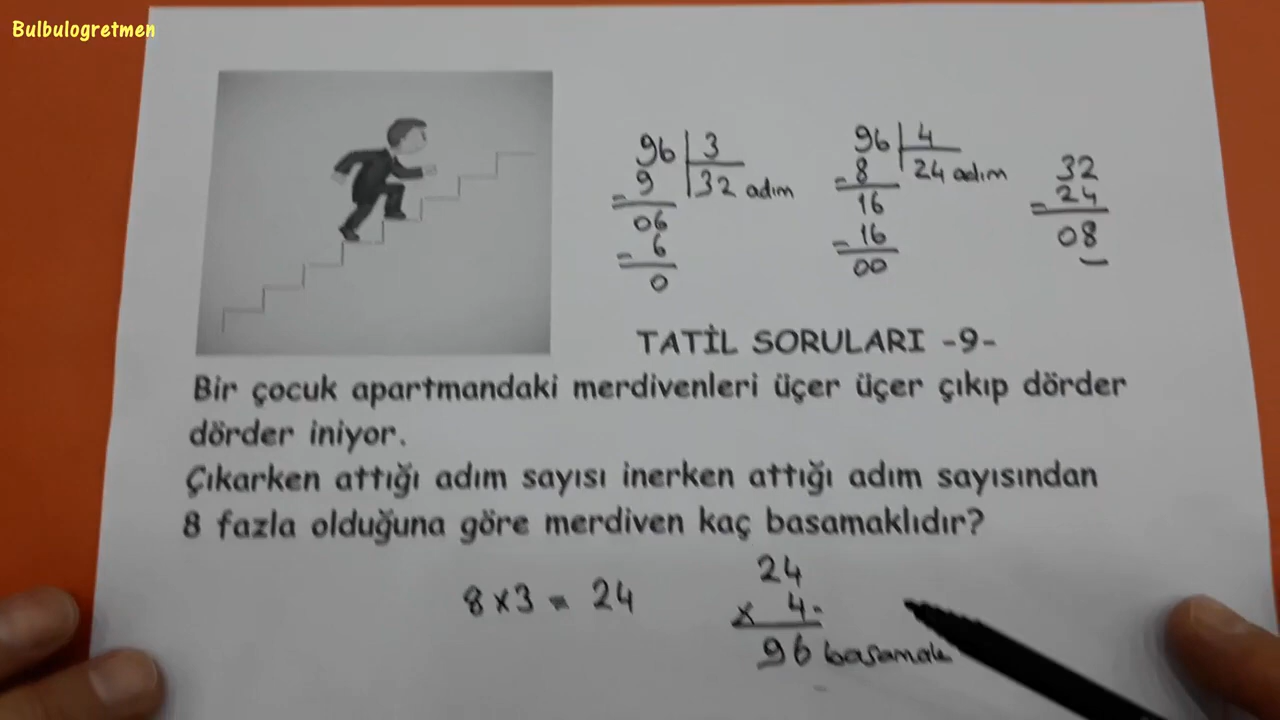 Bulbulogretmen
96 3
- 9 32 adım
06
- 6
0
96 4
- 8 24 adım
16
- 16
00
32
- 24
08
TATİL SORULARI -9-
Bir çocuk apartmandaki merdivenleri üçer üçer çıkıp dörder
dörder iniyor.
Çıkarken attığı adım sayısı inerken attığı adım sayısından
8 fazla olduğuna göre merdiven kaç basamaklıdır?
8 x 3 = 24
24
x 4
96 basamak